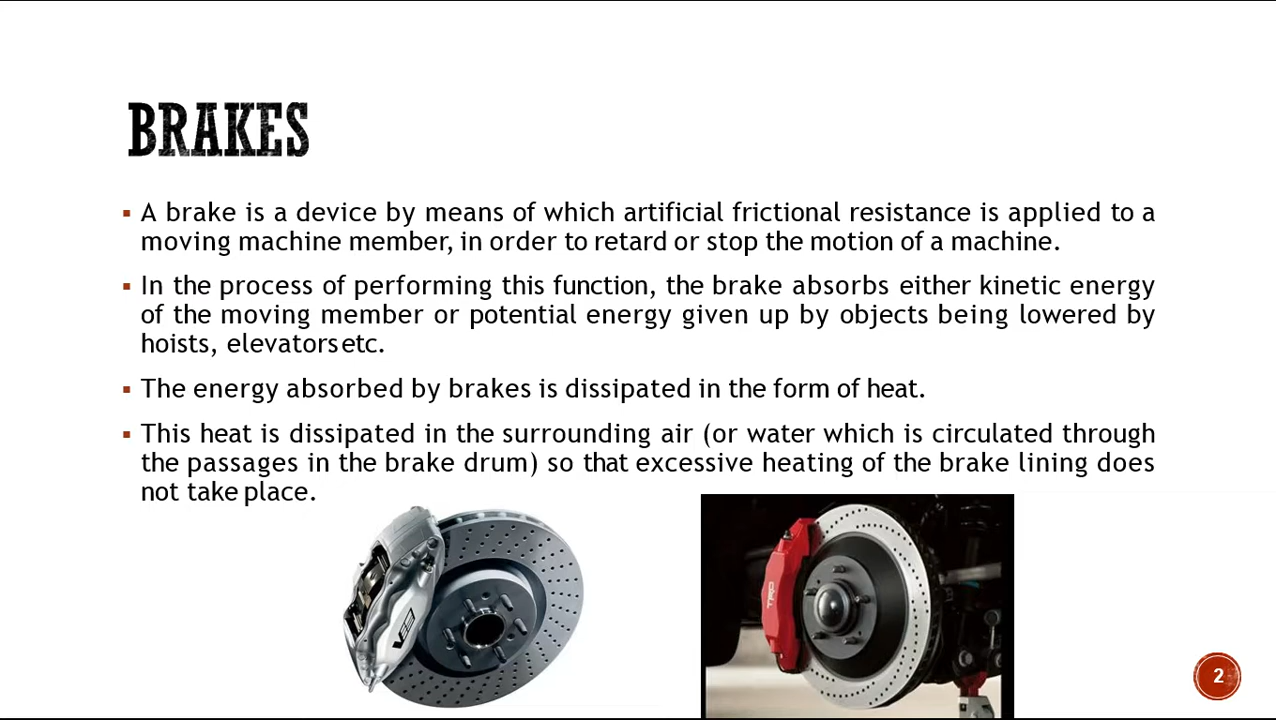 BRAKES
▪ A brake is a device by means of which artificial frictional resistance is applied to a
moving machine member, in order to retard or stop the motion of a machine.
▪ In the process of performing this function, the brake absorbs either kinetic energy
of the moving member or potential energy given up by objects being lowered by
hoists, elevators etc.
▪ The energy absorbed by brakes is dissipated in the form of heat.
▪ This heat is dissipated in the surrounding air (or water which is circulated through
the passages in the brake drum) so that excessive heating of the brake lining does
not take place.
TRD
2